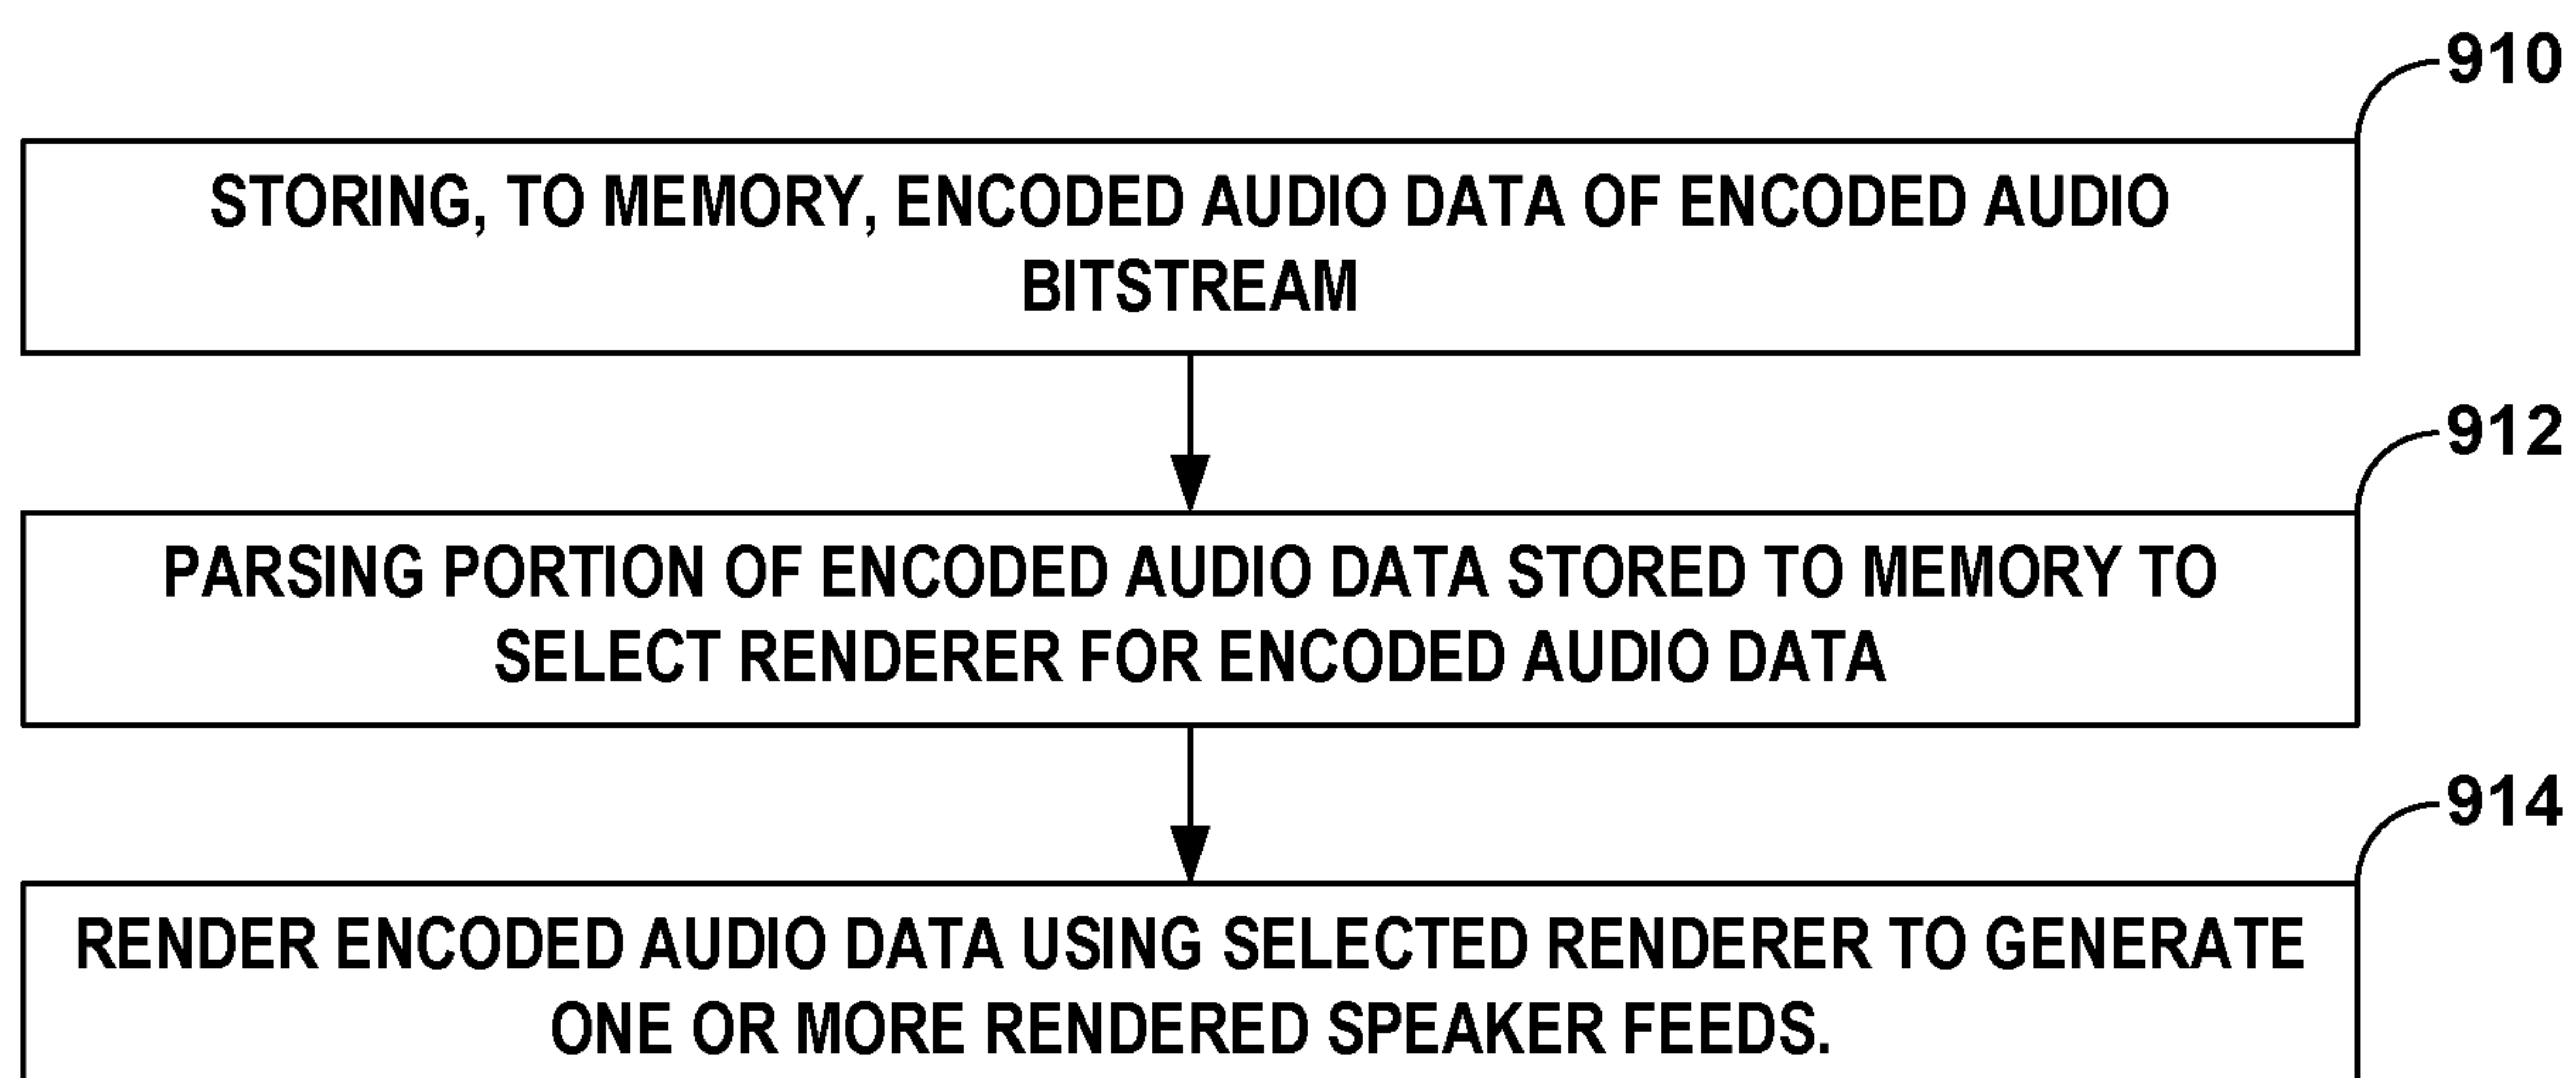 910
STORING, TO MEMORY, ENCODED AUDIO DATA OF ENCODED AUDIO
BITSTREAM
912
PARSING PORTION OF ENCODED AUDIO DATA STORED TO MEMORY TO
SELECT RENDERER FOR ENCODED AUDIO DATA
914
RENDER ENCODED AUDIO DATA USING SELECTED RENDERER TO GENERATE
ONE OR MORE RENDERED SPEAKER FEEDS.